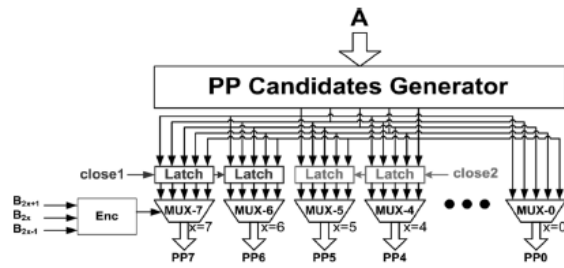 A
PP Candidates Generator
close1 Latch Latch Latch Latch close2
B2x+1
B2x
B2x-1
Enc
MUX-7 MUX-6 MUX-5 MUX-4 MUX-0
x=7 x=6 x=5 x=4 x=0
PP7 PP6 PP5 PP4 PP0